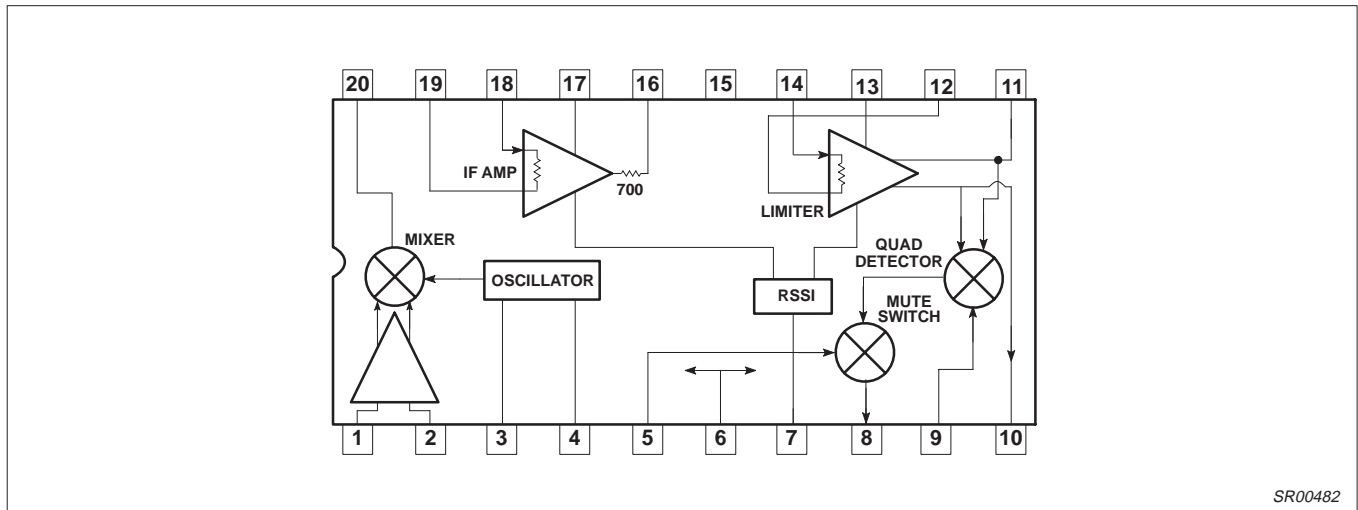 20 19 18 17 16 15 14 13 12 11
IF AMP
700
LIMITER
MIXER
QUAD
DETECTOR
OSCILLATOR
RSSI
MUTE
SWITCH
1 2 3 4 5 6 7 8 9 10
SR00482